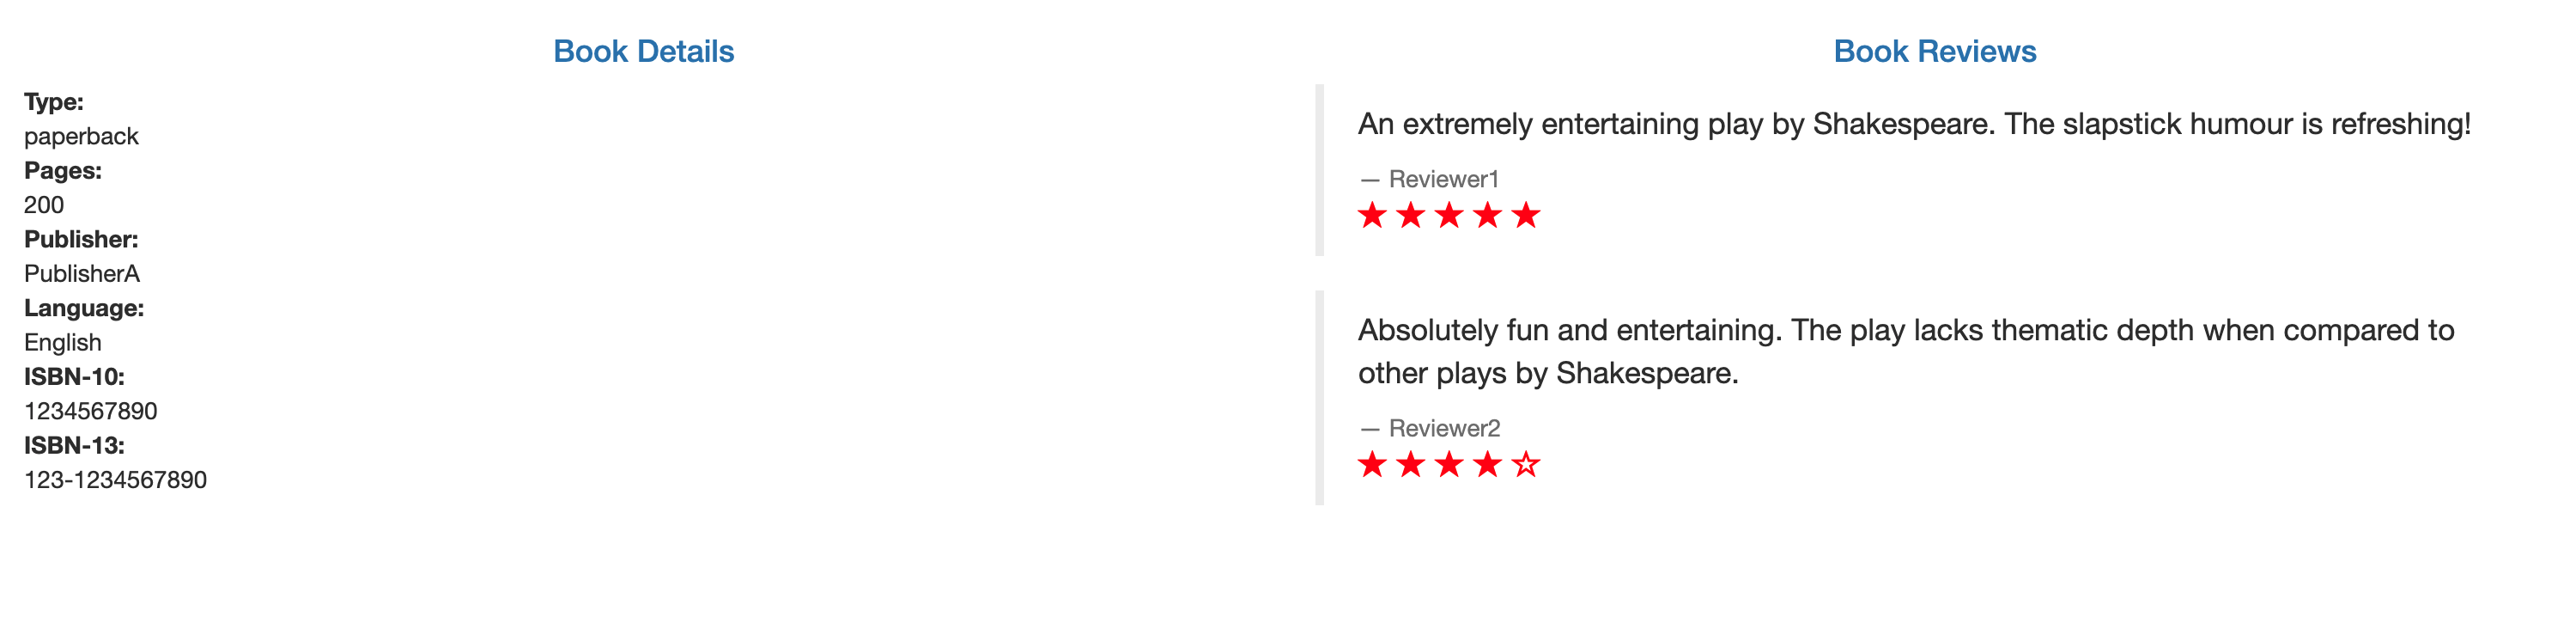 Book Details
Type:
paperback
Pages:
200
Publisher:
PublisherA
Language:
English
ISBN-10:
1234567890
ISBN-13:
123-1234567890
Book Reviews
An extremely entertaining play by Shakespeare. The slapstick humour is refreshing!
— Reviewer1
Absolutely fun and entertaining. The play lacks thematic depth when compared to
other plays by Shakespeare.
— Reviewer2